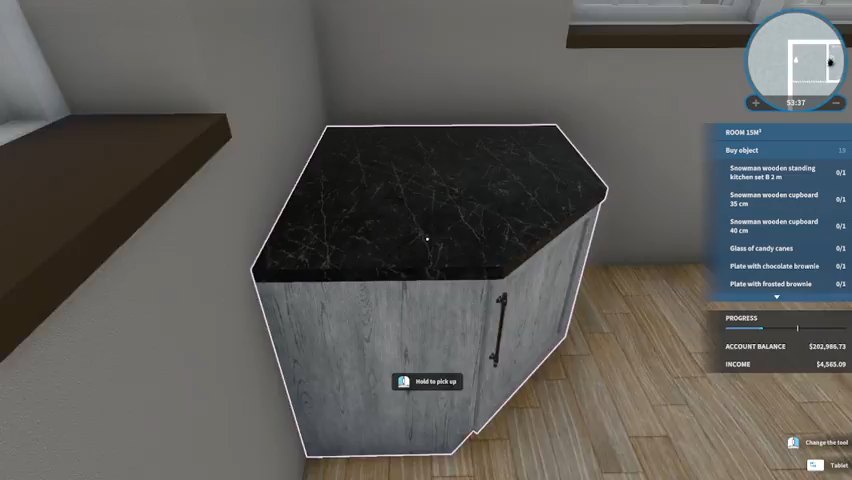 53:37
ROOM 15M²
Buy object 19
Snowman wooden standing
kitchen set B 2 m 0/1
Snowman wooden cupboard
35 cm 0/1
Snowman wooden cupboard
40 cm 0/1
Glass of candy canes 0/1
Plate with chocolate brownie 0/1
Plate with frosted brownie 0/1
PROGRESS
ACCOUNT BALANCE $202,986.73
INCOME $4,565.09
Hold to pick up
Change the tool
Tablet